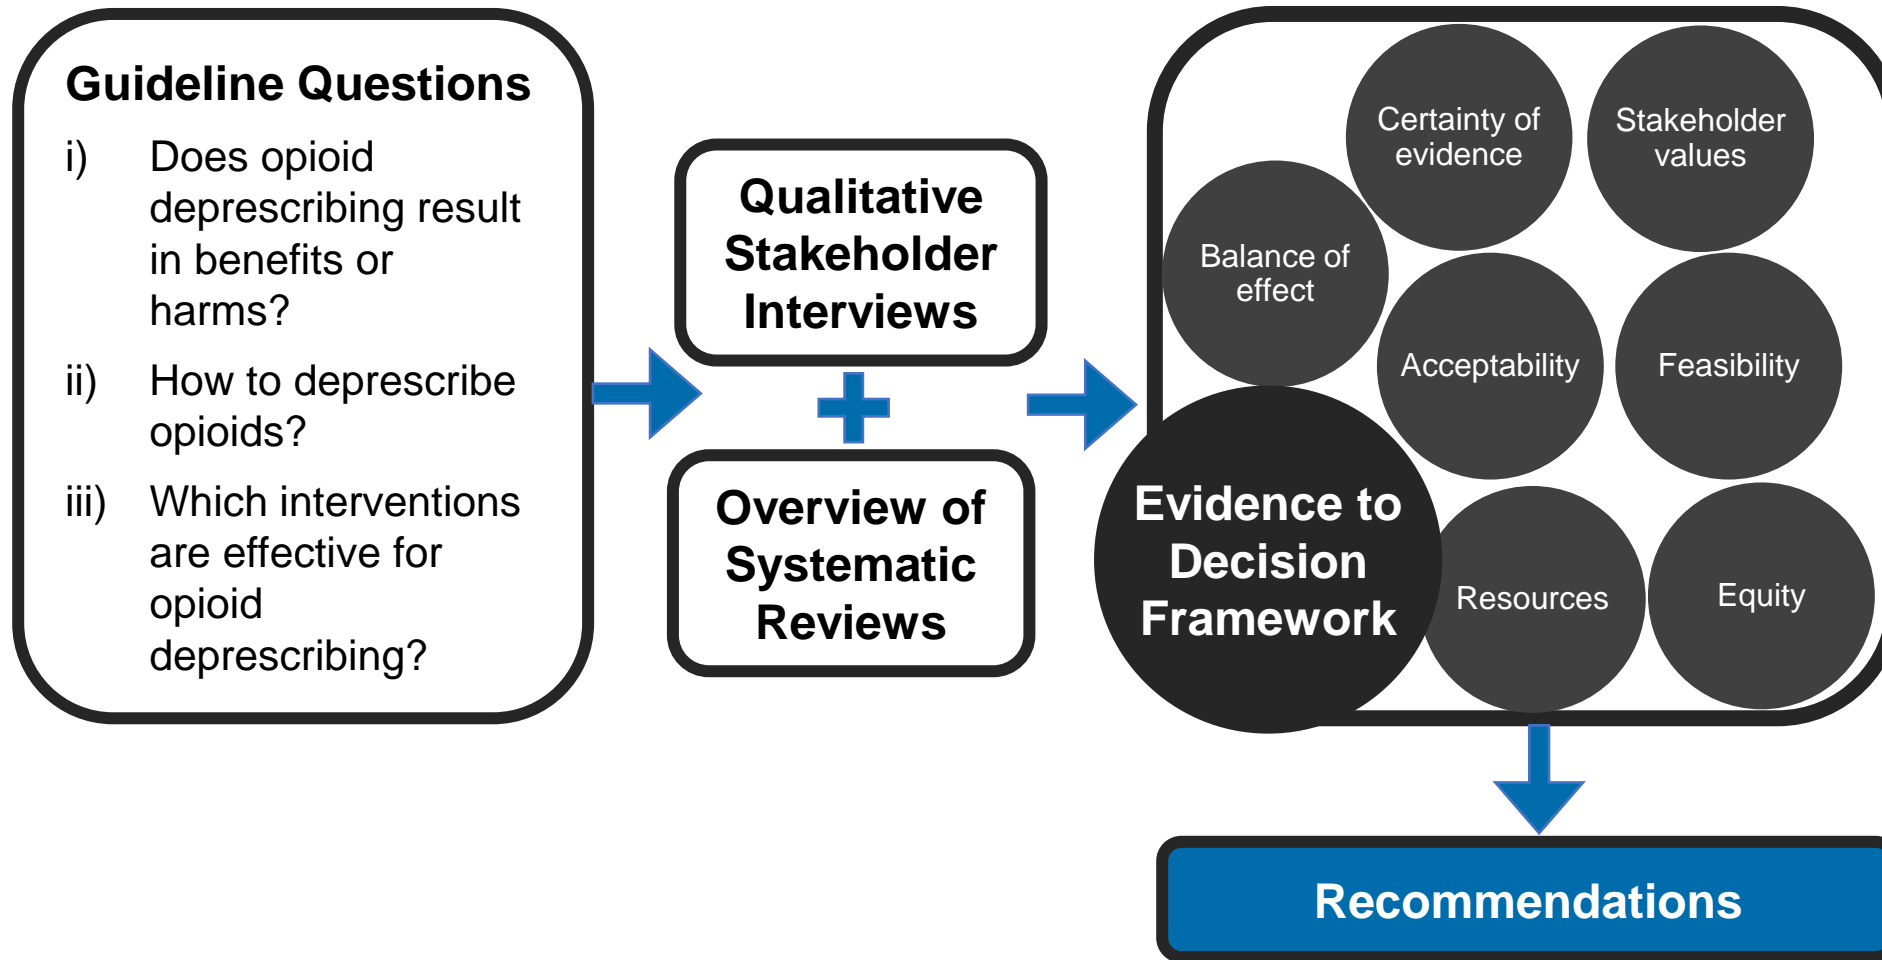 Guideline Questions
i) Does opioid
deprescribing result
in benefits or
harms?
ii) How to deprescribe
opioids?
iii) Which interventions
are effective for
opioid
deprescribing?
Qualitative
Stakeholder
Interviews
Overview of
Systematic
Reviews
Certainty of
evidence
Stakeholder
values
Balance of
effect
Acceptability
Feasibility
Evidence to
Decision
Framework
Resources
Equity
Recommendations